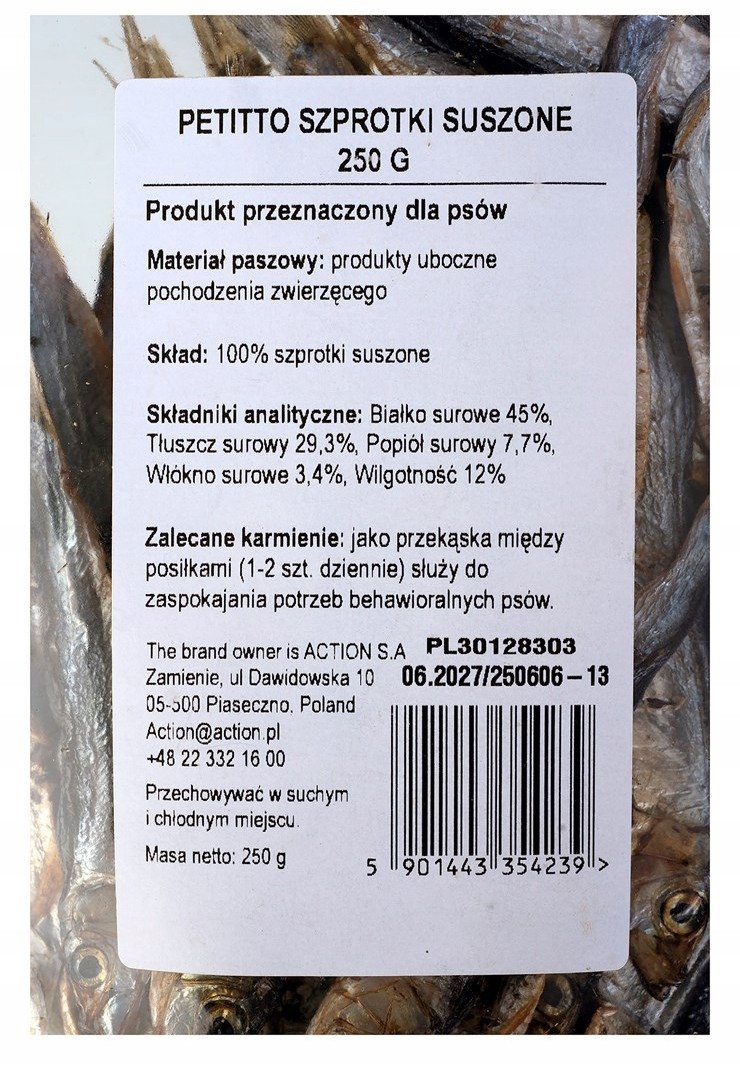 PETITTO SZPROTKI SUSZONE
250 G
Produkt przeznaczony dla psów
Materiał paszowy: produkty uboczne
pochodzenia zwierzęcego
Skład: 100% szprotki suszone
Składniki analityczne: Białko surowe 45%,
Tłuszcz surowy 29,3%, Popiół surowy 7,7%,
Włókno surowe 3,4%, Wilgotność 12%
Zalecane karmienie: jako przekąska między
posiłkami (1-2 szt. dziennie) służy do
zaspokajania potrzeb behawioralnych psów.
The brand owner is ACTION S.A PL30128303
Zamienie, ul Dawidowska 10 06.2027/250606-13
05-500 Piaseczno, Poland
Action@action.pl
+48 22 332 16 00
Przechowywać w suchym
i chłodnym miejscu.
Masa netto: 250 g
5 901443 354239 >